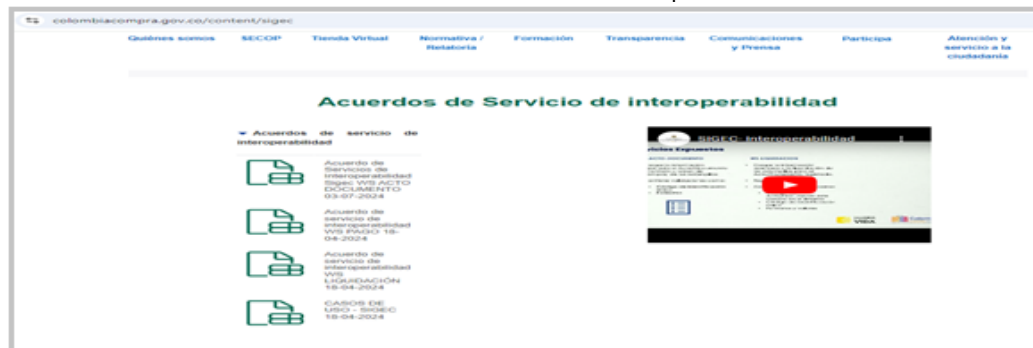 colombiacompra.gov.co/content/sigec
Quiénes somos SECOP Tienda Virtual Normativa / Relatoría Formación Transparencia Comunicaciones y Prensa Participa Atención y servicio a la ciudadanía
Acuerdos de Servicio de interoperabilidad
Acuerdos de servicio de
interoperabilidad
Acuerdo de
Servicios de
Interoperabilidad
Sigec WS ACTO
DOCUMENTO
03-07-2024
Acuerdo de
servicio de
interoperabilidad
WS PAGO 18-
04-2024
Acuerdo de
servicio de
interoperabilidad
WS
LIQUIDACIÓN
18-04-2024
CASOS DE
USO - SIGEC
18-04-2024
SIGEC- Interoperabilidad